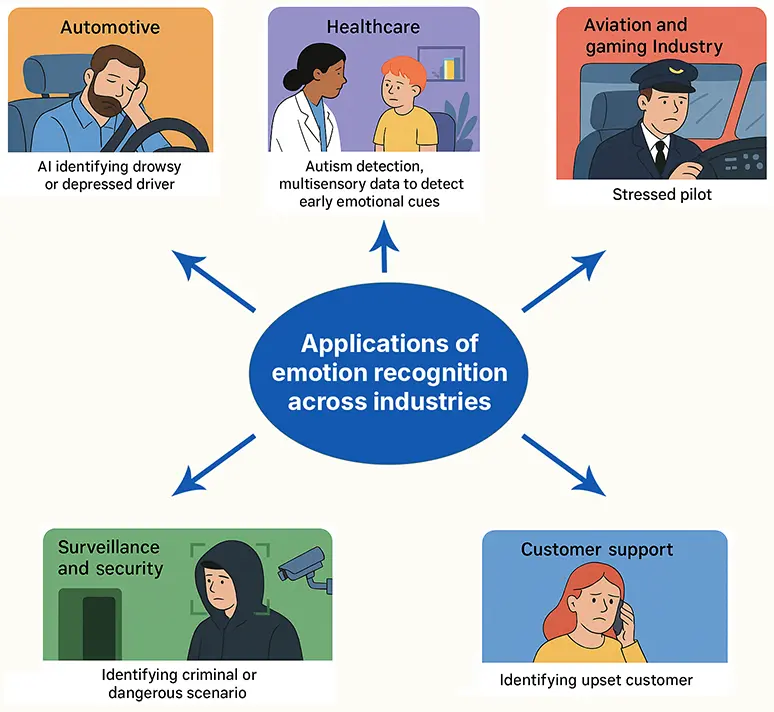 Automotive
AI identifying drowsy
or depressed driver
Healthcare
Autism detection,
multisensory data to detect
early emotional cues
Aviation and
gaming Industry
Stressed pilot
Applications of
emotion recognition
across industries
Surveillance
and security
Identifying criminal or
dangerous scenario
Customer support
Identifying upset customer